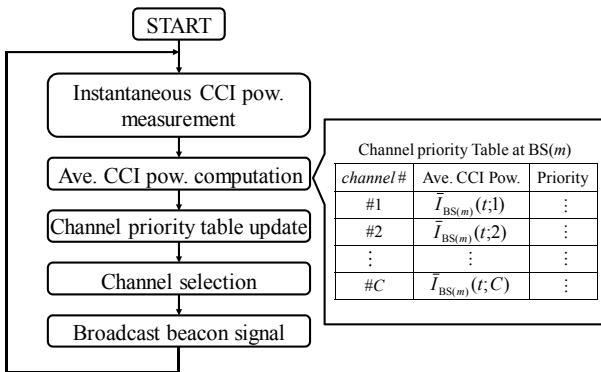 START
Instantaneous CCI pow.
measurement
Ave. CCI pow. computation
Channel priority table update
Channel selection
Broadcast beacon signal
Channel priority Table at BS(m)
channel # Ave. CCI Pow. Priority
#1 Ī_BS(m)(t;1) ⋮
#2 Ī_BS(m)(t;2) ⋮
⋮ ⋮ ⋮
#C Ī_BS(m)(t;C) ⋮